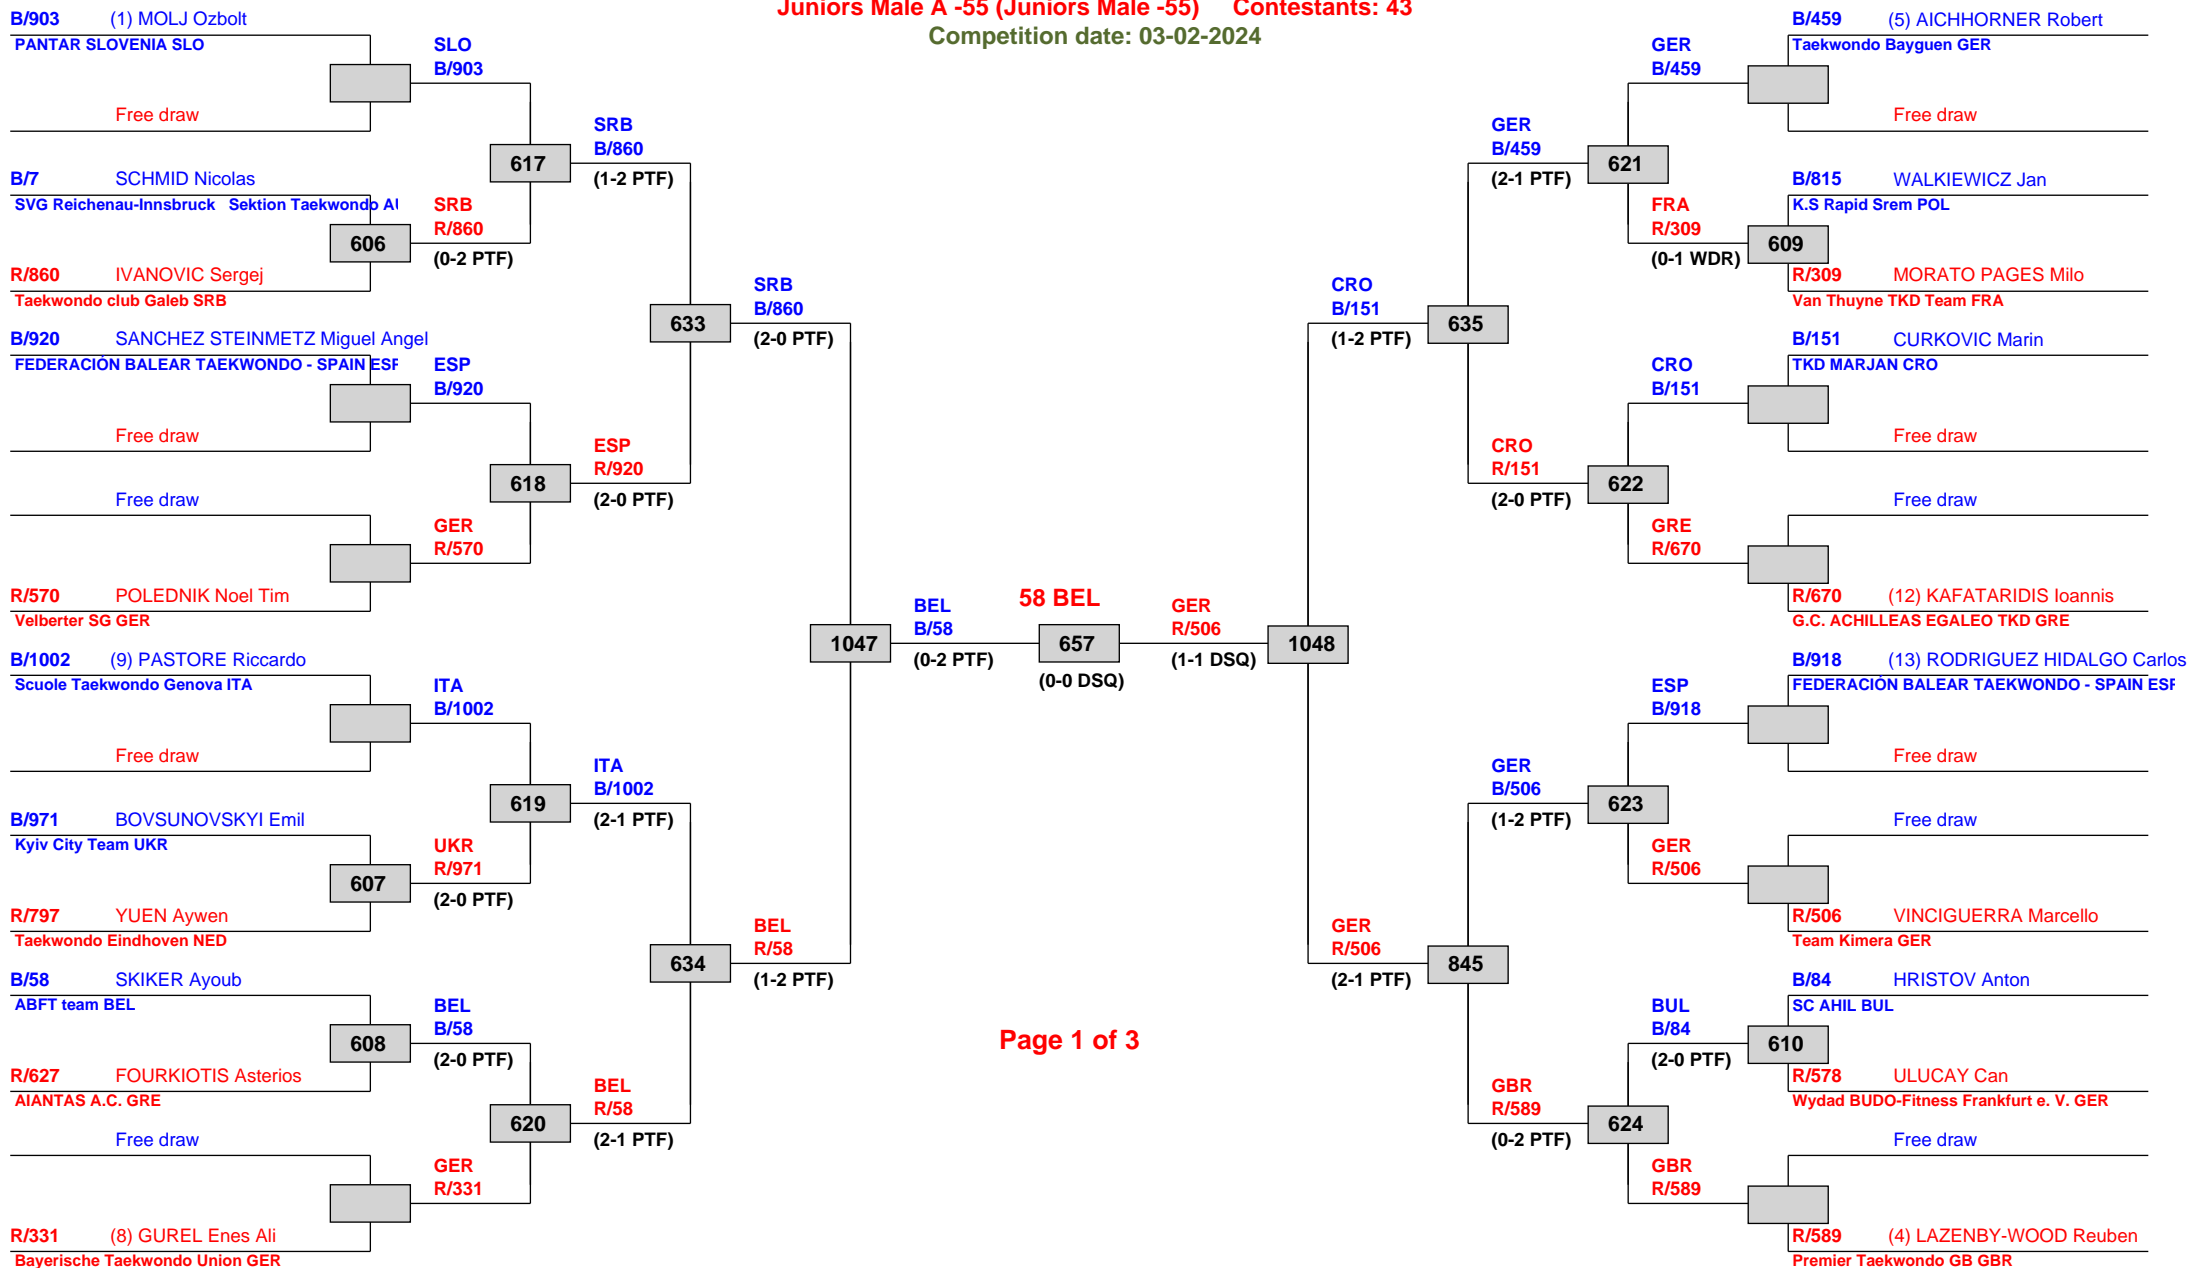 Juniors Male A -55 (Juniors Male -55) Contestants: 43
Competition date: 03-02-2024
B/903 (1) MOLJ Ozbolt
PANTAR SLOVENIA SLO
Free draw
SLO
B/903
B/7 SCHMID Nicolas
SVG Reichenau-Innsbruck Sektion Taekwondo AU
606
R/860 IVANOVIC Sergej
Taekwondo club Galeb SRB
SRB
R/860
(0-2 PTF)
617
SRB
B/860
(1-2 PTF)
B/920 SANCHEZ STEINMETZ Miguel Angel
FEDERACIÓN BALEAR TAEKWONDO - SPAIN ESP
Free draw
ESP
B/920
Free draw
R/570 POLEDNIK Noel Tim
Velberter SG GER
GER
R/570
618
ESP
R/920
(2-0 PTF)
633
SRB
B/860
(2-0 PTF)
B/1002 (9) PASTORE Riccardo
Scuole Taekwondo Genova ITA
Free draw
ITA
B/1002
B/971 BOVSUNOVSKYI Emil
Kyiv City Team UKR
607
R/797 YUEN Aywen
Taekwondo Eindhoven NED
UKR
R/971
(2-0 PTF)
619
ITA
B/1002
(2-1 PTF)
B/58 SKIKER Ayoub
ABFT team BEL
608
R/627 FOURKIOTIS Asterios
AIANTAS A.C. GRE
BEL
B/58
(2-0 PTF)
Free draw
R/331 (8) GUREL Enes Ali
Bayerische Taekwondo Union GER
GER
R/331
620
BEL
R/58
(2-1 PTF)
634
BEL
R/58
(1-2 PTF)
1047
BEL
B/58
(0-2 PTF)
58 BEL
657
(0-0 DSQ)
GER
R/506
(1-1 DSQ)
1048
Page 1 of 3
CRO
B/151
(1-2 PTF)
635
GER
B/459
(2-1 PTF)
621
GER
B/459
B/459 (5) AICHHORNER Robert
Taekwondo Bayguen GER
Free draw
FRA
R/309
(0-1 WDR)
B/815 WALKIEWICZ Jan
K.S Rapid Srem POL
609
R/309 MORATO PAGES Milo
Van Thuyne TKD Team FRA
CRO
R/151
(2-0 PTF)
622
CRO
B/151
B/151 CURKOVIC Marin
TKD MARJAN CRO
Free draw
GRE
R/670
Free draw
R/670 (12) KAFATARIDIS Ioannis
G.C. ACHILLEAS EGALEO TKD GRE
GER
R/506
(2-1 PTF)
845
GER
B/506
(1-2 PTF)
623
ESP
B/918
B/918 (13) RODRIGUEZ HIDALGO Carlos
FEDERACIÓN BALEAR TAEKWONDO - SPAIN ESP
Free draw
GER
R/506
Free draw
R/506 VINCIGUERRA Marcello
Team Kimera GER
GBR
R/589
(0-2 PTF)
624
BUL
B/84
(2-0 PTF)
B/84 HRISTOV Anton
SC AHIL BUL
610
R/578 ULUCAY Can
Wydad BUDO-Fitness Frankfurt e. V. GER
GBR
R/589
Free draw
R/589 (4) LAZENBY-WOOD Reuben
Premier Taekwondo GB GBR